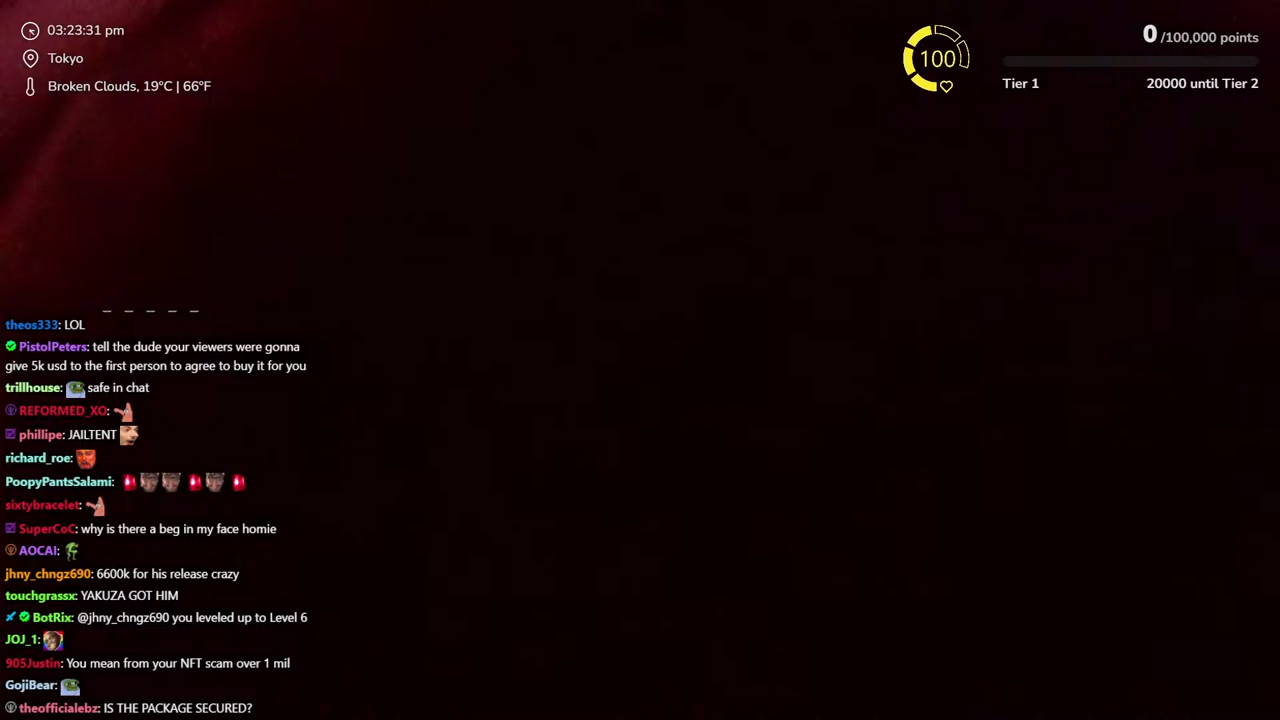 03:23:31 pm
Tokyo
Broken Clouds, 19°C | 66°F
100
0 /100,000 points
Tier 1
20000 until Tier 2
theos333: LOL
PistolPeters: tell the dude your viewers were gonna
give 5k usd to the first person to agree to buy it for you
trillhouse: safe in chat
REFORMED_XO:
phillipe: JAILTENT
richard_roe:
PoopyPantsSalami:
sixtybracelet:
SuperCoC: why is there a beg in my face homie
AOCAI:
jhny_chngz690: 6600k for his release crazy
touchgrassx: YAKUZA GOT HIM
BotRix: @jhny_chngz690 you leveled up to Level 6
JOJ_1:
905Justin: You mean from your NFT scam over 1 mil
GojiBear:
theofficialebz: IS THE PACKAGE SECURED?